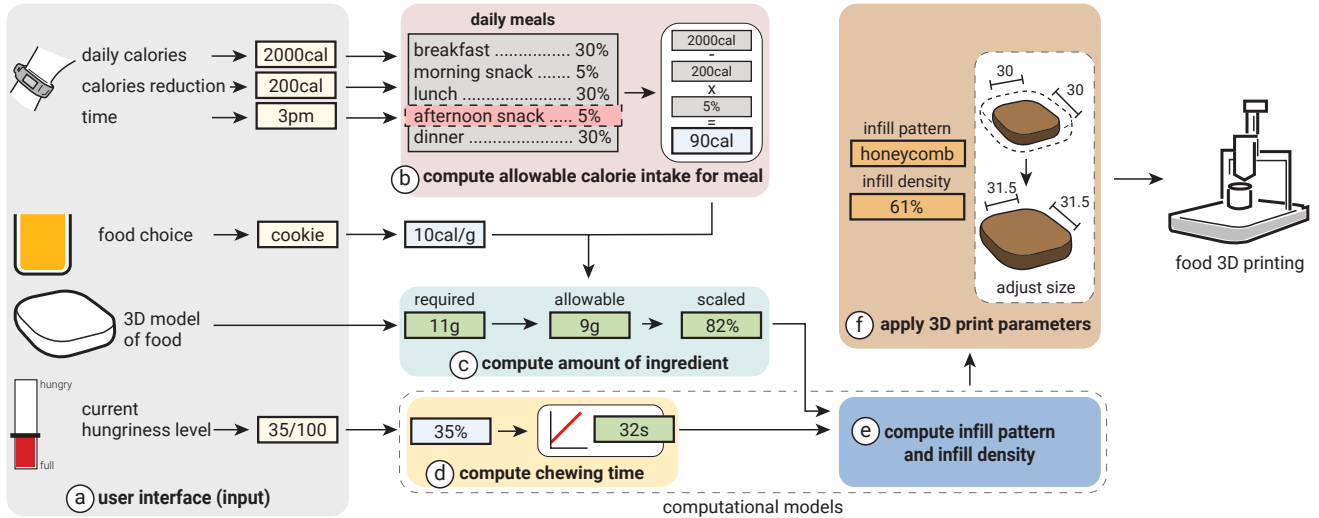 daily calories
2000cal
calories reduction
200cal
time
3pm
food choice
cookie
3D model
of food
hungry
full
current
hungriness level
35/100
a user interface (input)
daily meals
breakfast ................ 30%
morning snack ....... 5%
lunch ....................... 30%
afternoon snack ..... 5%
dinner ...................... 30%
2000cal
-
200cal
x
5%
=
90cal
b compute allowable calorie intake for meal
10cal/g
required
11g
allowable
9g
scaled
82%
c compute amount of ingredient
35%
32s
d compute chewing time
e compute infill pattern
and infill density
computational models
infill pattern
honeycomb
infill density
61%
30
30
31.5
31.5
adjust size
f apply 3D print parameters
food 3D printing